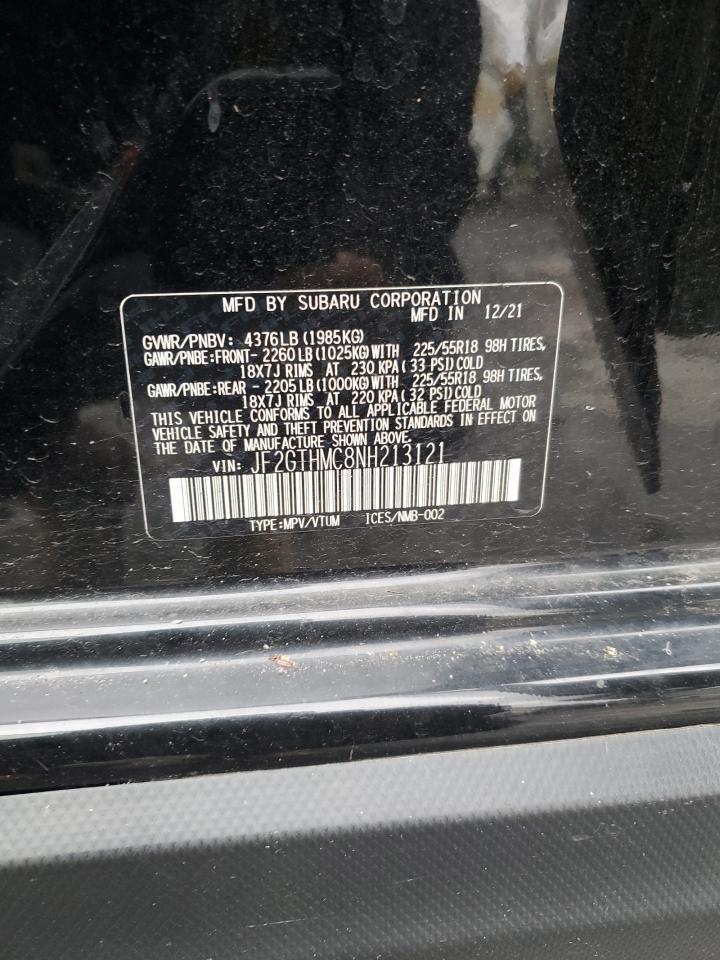 MFD BY SUBARU CORPORATION
MFD IN 12/21
GVWR/PNBV: 4376LB (1985KG)
GAWR/PNBE:FRONT- 2260LB (1025KG) WITH 225/55R18 98H TIRES,
18X7J RIMS AT 230 KPA (33 PSI) COLD
GAWR/PNBE:REAR - 2205LB (1000KG) WITH 225/55R18 98H TIRES,
18X7J RIMS AT 220 KPA (32 PSI) COLD
THIS VEHICLE CONFORMS TO ALL APPLICABLE FEDERAL MOTOR
VEHICLE SAFETY AND THEFT PREVENTION STANDARDS IN EFFECT ON
THE DATE OF MANUFACTURE SHOWN ABOVE.
VIN: JF2GTHMC8NH213121
TYPE:MPV/VTUM ICES/NMB-002